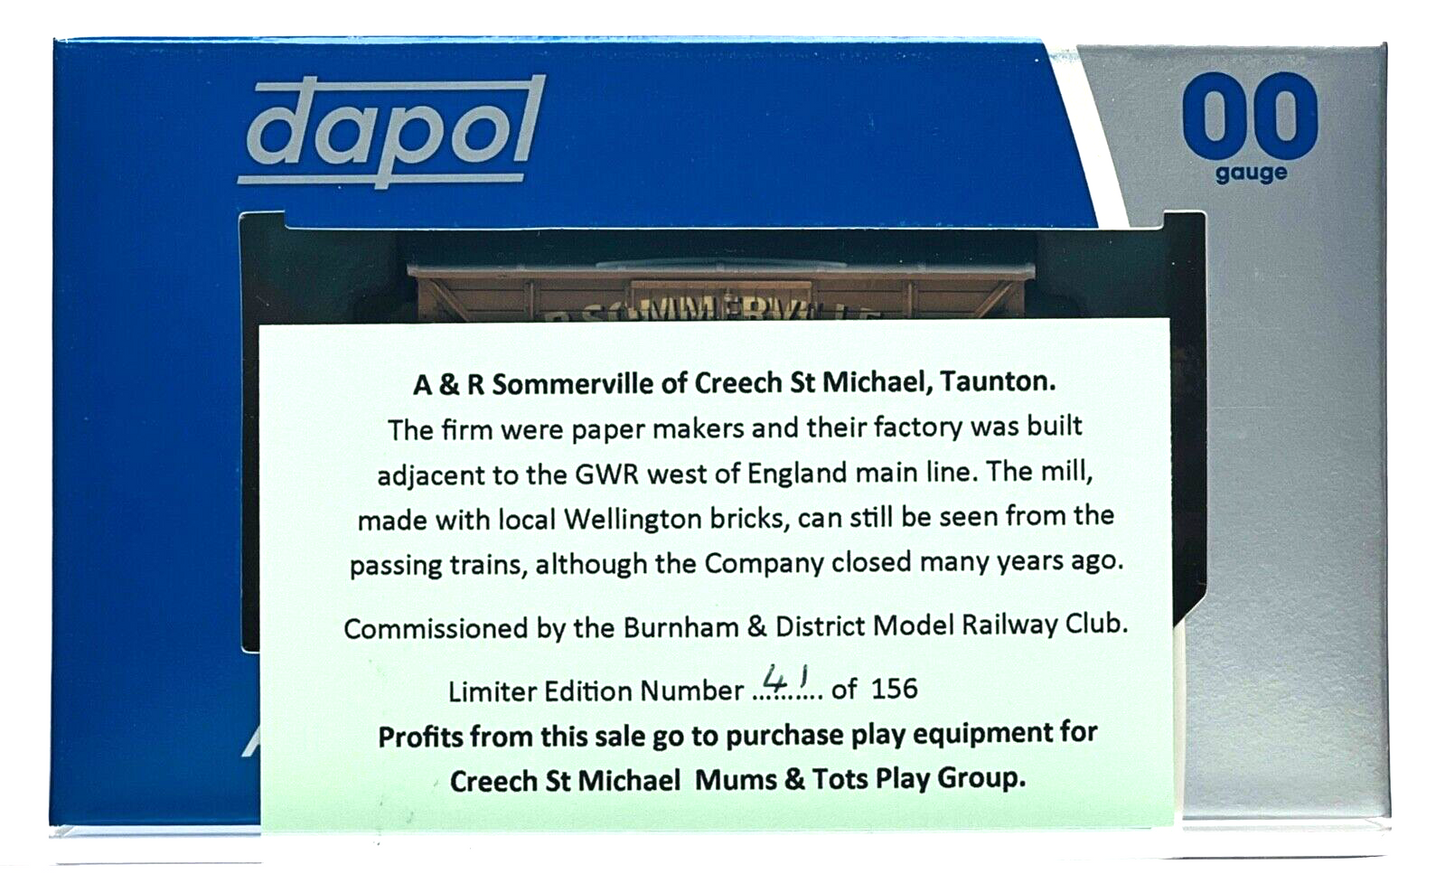 dapol
00
gauge
R SOMMERVILLE
A & R Sommerville of Creech St Michael, Taunton.
The firm were paper makers and their factory was built
adjacent to the GWR west of England main line. The mill,
made with local Wellington bricks, can still be seen from the
passing trains, although the Company closed many years ago.
Commissioned by the Burnham & District Model Railway Club.
Limiter Edition Number ...41... of 156
Profits from this sale go to purchase play equipment for
Creech St Michael Mums & Tots Play Group.